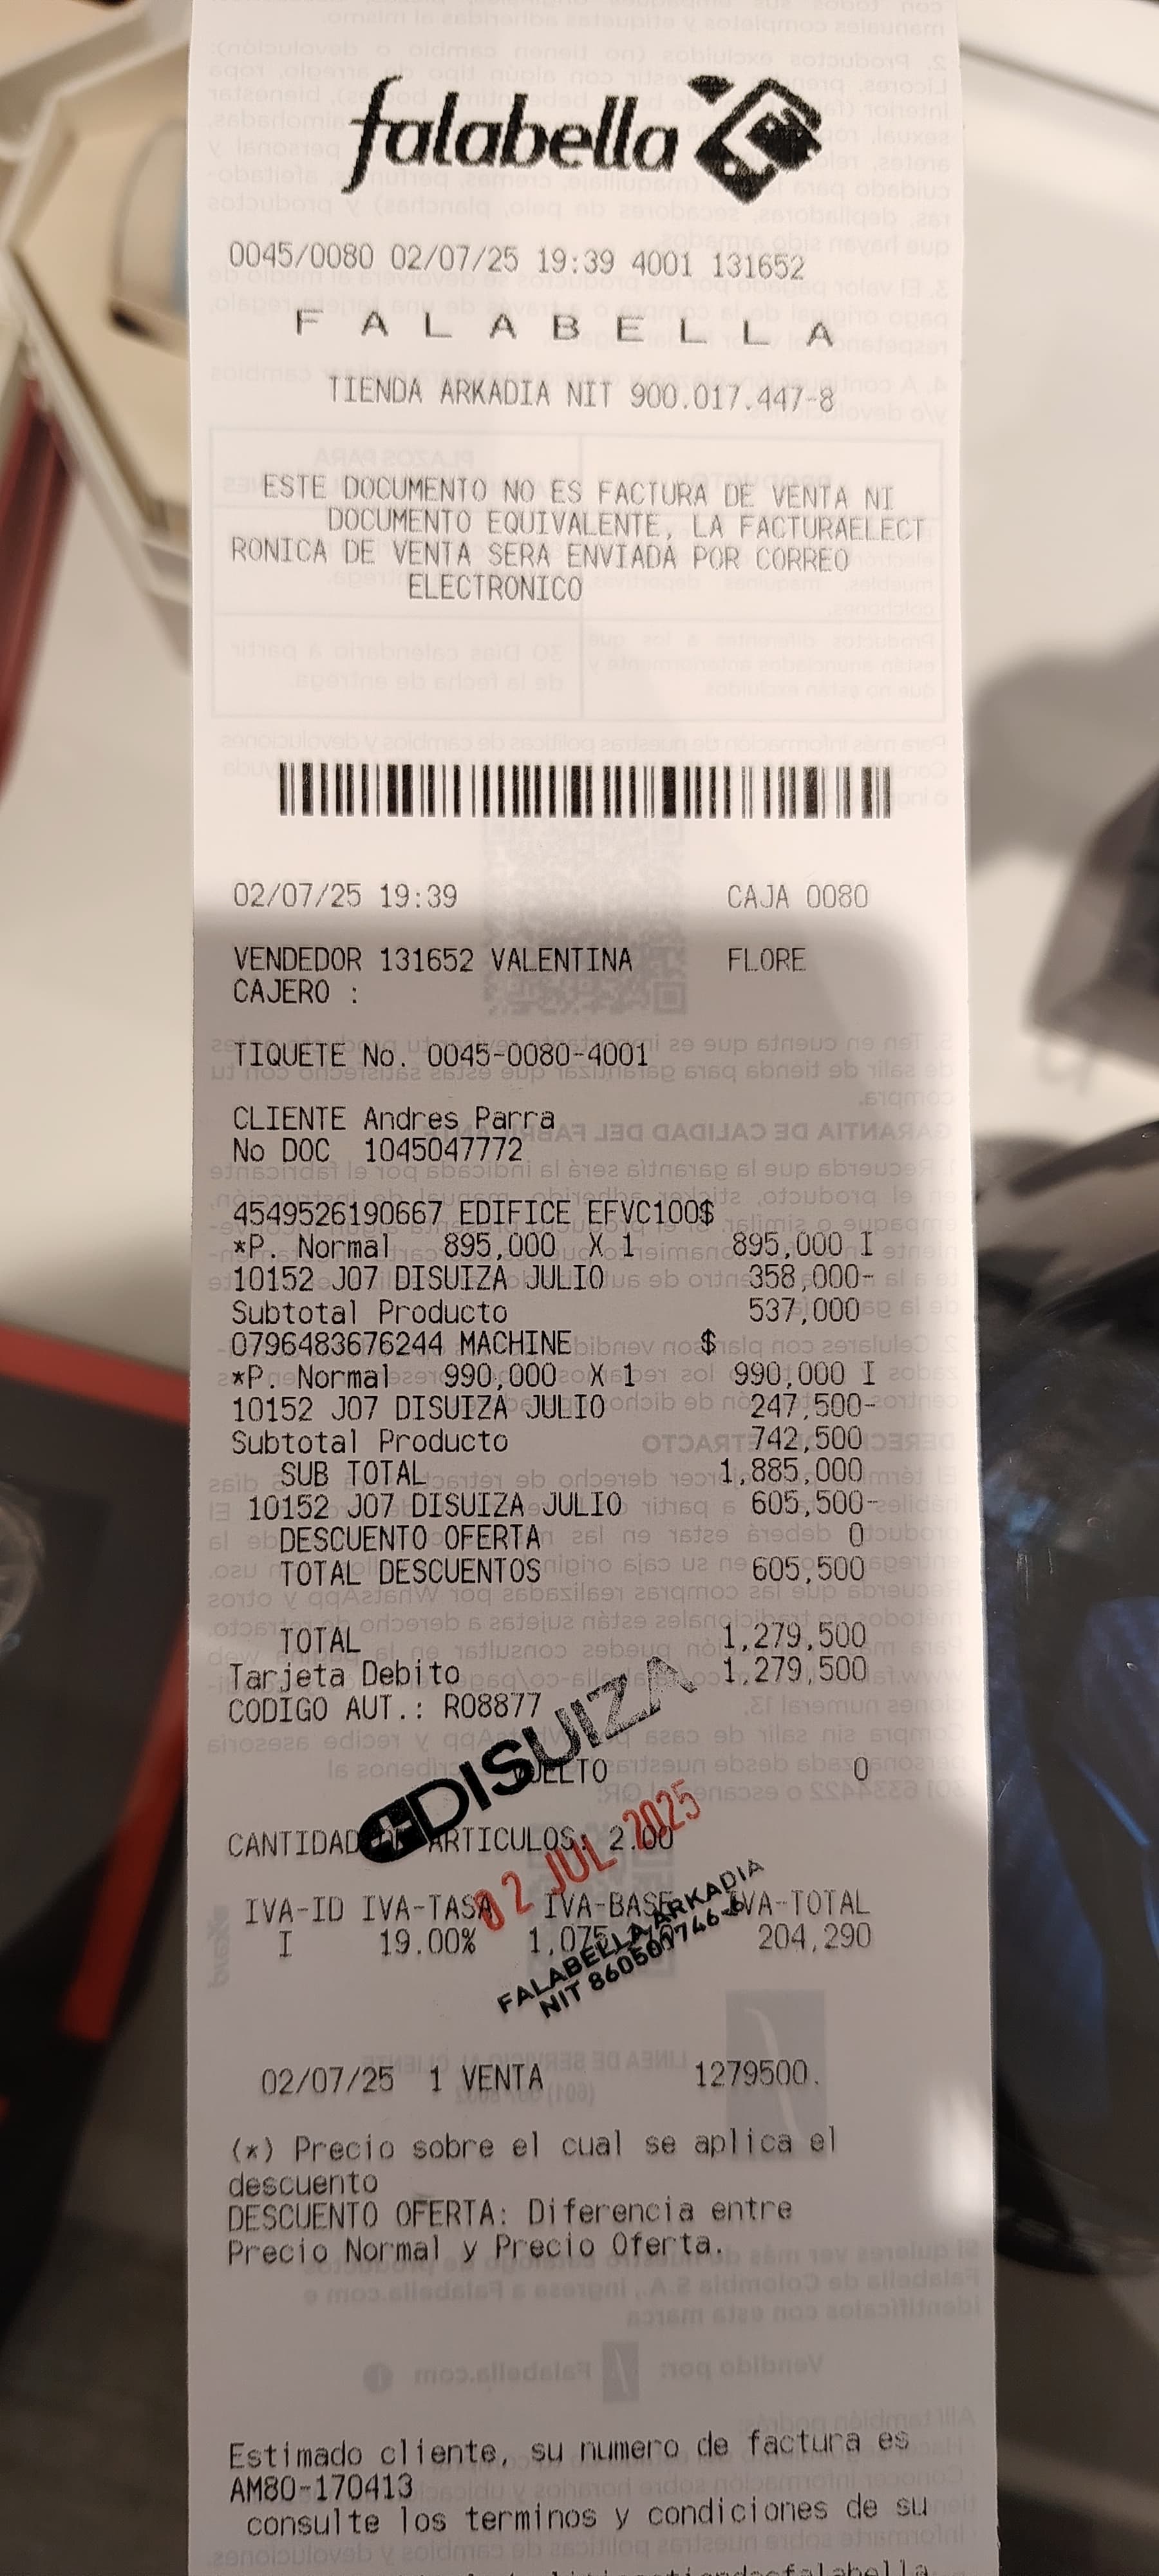 falabella
0045/0080 02/07/25 19:39 4001 131652
F A L A B E L L A
TIENDA ARKADIA NIT 900.017.447-8
ESTE DOCUMENTO NO ES FACTURA DE VENTA NI
DOCUMENTO EQUIVALENTE, LA FACTURAELECT
RONICA DE VENTA SERA ENVIADA POR CORREO
ELECTRONICO
02/07/25 19:39 CAJA 0080
VENDEDOR 131652 VALENTINA FLORE
CAJERO :
TIQUETE No. 0045-0080-4001
CLIENTE Andres Parra
No DOC 1045047772
4549526190667 EDIFICE EFVC100$
*P. Normal 895,000 X 1 895,000 I
10152 J07 DISUIZA JULIO 358,000-
Subtotal Producto 537,000
0796483676244 MACHINE $
*P. Normal 990,000 X 1 990,000 I
10152 J07 DISUIZA JULIO 247,500-
Subtotal Producto 742,500
SUB TOTAL 1,885,000
10152 J07 DISUIZA JULIO 605,500-
DESCUENTO OFERTA 0
TOTAL DESCUENTOS 605,500
TOTAL 1,279,500
Tarjeta Debito 1,279,500
CODIGO AUT.: R08877
DISUIZA
VUELTO 0
02 JUL 2025
CANTIDAD DE ARTICULOS: 2.00
IVA-ID IVA-TASA IVA-BASE IVA-TOTAL
I 19.00% 204,290
FALABELLA ARKADIA
NIT 860501746-6
02/07/25 1 VENTA 1279500.
(*) Precio sobre el cual se aplica el
descuento
DESCUENTO OFERTA: Diferencia entre
Precio Normal y Precio Oferta.
Estimado cliente, su numero de factura es
AM80-170413
consulte los terminos y condiciones de su